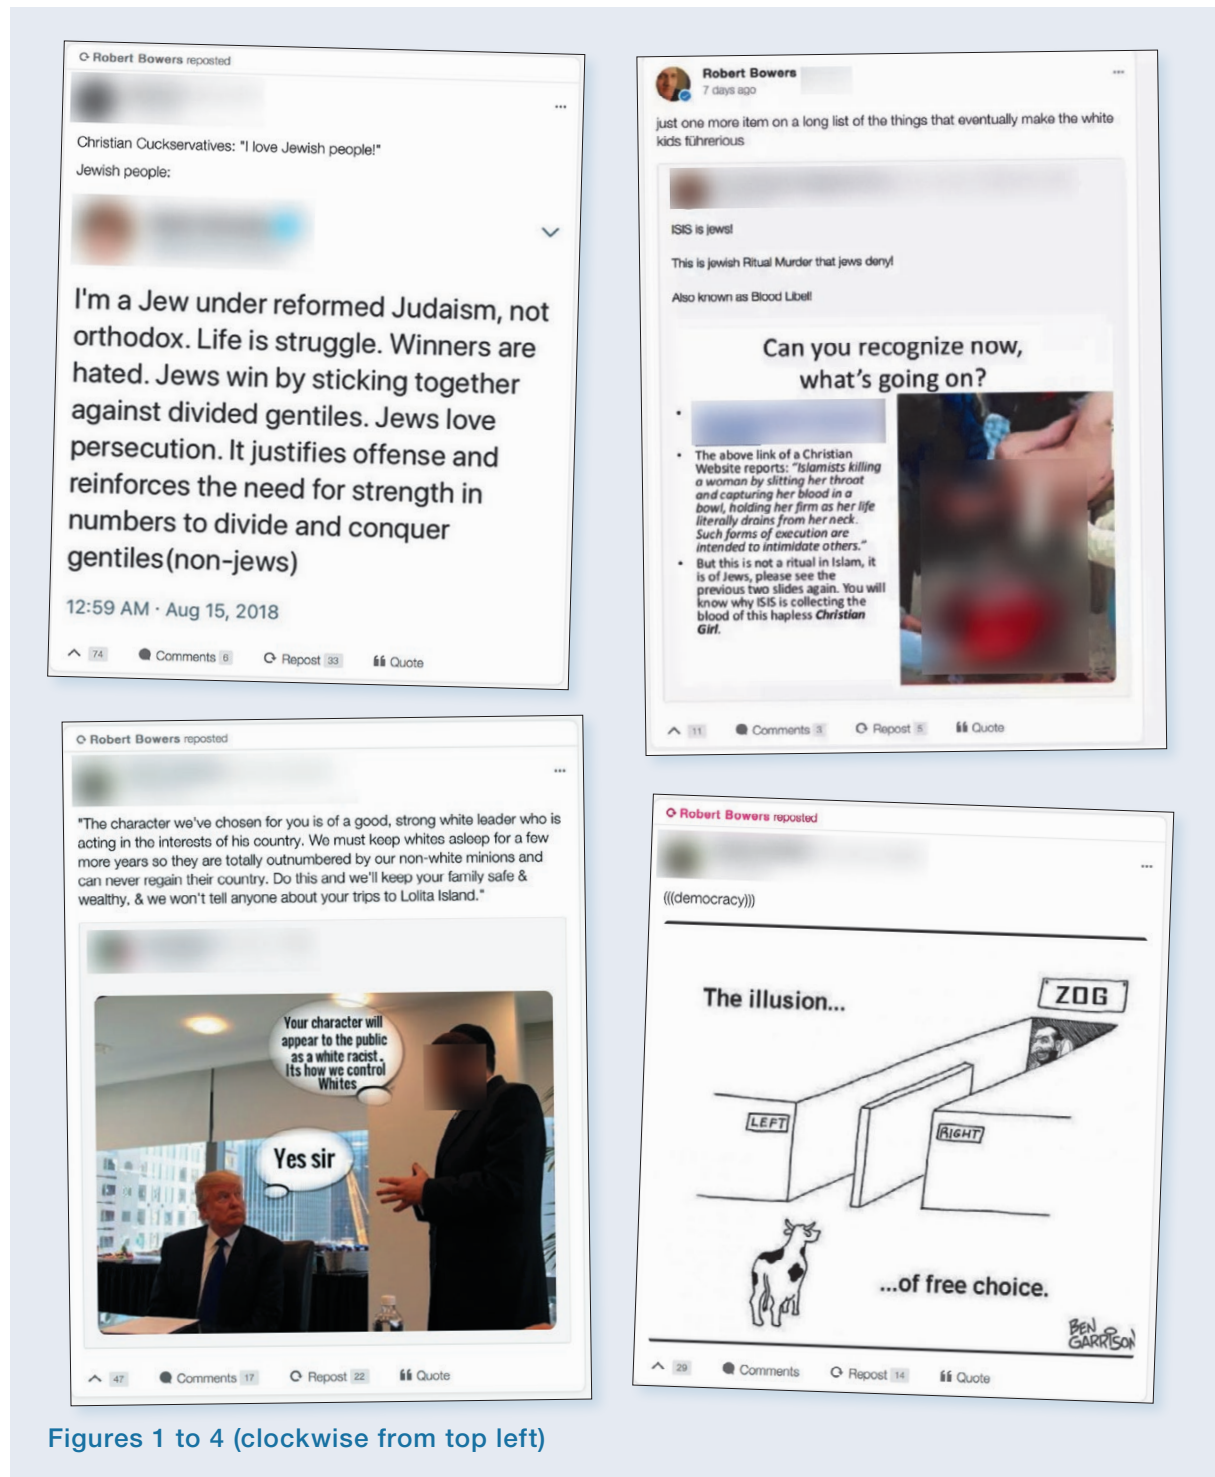 Robert Bowers reposted
Christian Cuckservatives: "I love Jewish people!"
Jewish people:
I'm a Jew under reformed Judaism, not
orthodox. Life is struggle. Winners are
hated. Jews win by sticking together
against divided gentiles. Jews love
persecution. It justifies offense and
reinforces the need for strength in
numbers to divide and conquer
gentiles(non-jews)
12:59 AM · Aug 15, 2018
74 Comments 6 Repost 33 Quote
Robert Bowers
7 days ago
just one more item on a long list of the things that eventually make the white
kids führerious
ISIS is jews!
This is jewish Ritual Murder that jews deny!
Also known as Blood Libel!
Can you recognize now,
what's going on?
• The above link of a Christian
Website reports: "Islamists killing
a woman by slitting her throat
and capturing her blood in a
bowl, holding her firm as her life
literally drains from her neck.
Such forms of execution are
intended to intimidate others."
• But this is not a ritual in Islam, it
is of Jews, please see the
previous two slides again. You will
know why ISIS is collecting the
blood of this hapless Christian
Girl.
11 Comments 3 Repost 5 Quote
Robert Bowers reposted
"The character we've chosen for you is of a good, strong white leader who is
acting in the interests of his country. We must keep whites asleep for a few
more years so they are totally outnumbered by our non-white minions and
can never regain their country. Do this and we'll keep your family safe &
wealthy, & we won't tell anyone about your trips to Lolita Island."
Your character will
appear to the public
as a white racist.
Its how we control
Whites
Yes sir
47 Comments 17 Repost 22 Quote
Robert Bowers reposted
(((democracy)))
The illusion...
ZOG
LEFT
RIGHT
...of free choice.
BEN
GARRISON
29 Comments Repost 14 Quote
Figures 1 to 4 (clockwise from top left)